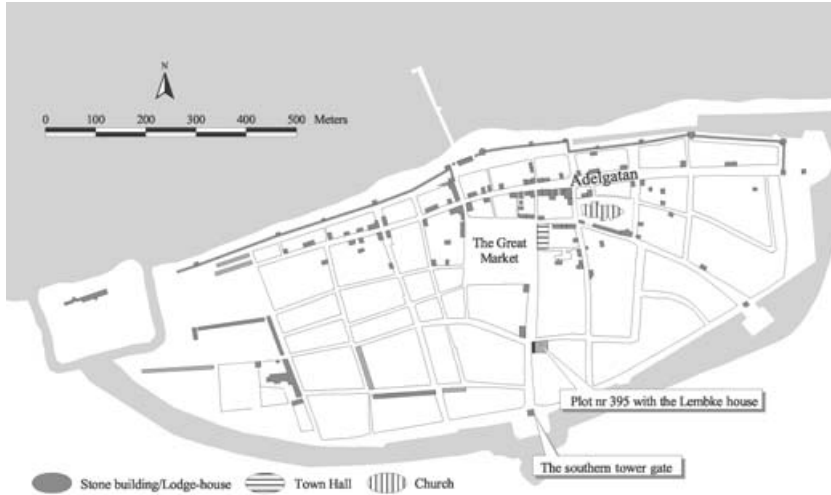 N
0 100 200 300 400 500 Meters
Adelgatan
The Great
Market
Plot nr 395 with the Lembke house
The southern tower gate
Stone building/Lodge-house Town Hall Church